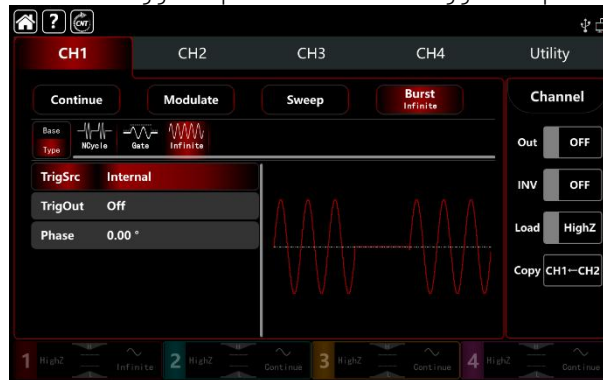 ? CNT
CH1 CH2 CH3 CH4 Utility
Continue Modulate Sweep Burst Infinite Channel
Base Type NCycle Gate Infinite
Out OFF
TrigSrc Internal
INV OFF
TrigOut Off
Phase 0.00 °
Load HighZ
Copy CH1←CH2
1 HighZ Infinite 2 HighZ Continue 3 HighZ Continue 4 HighZ Continue